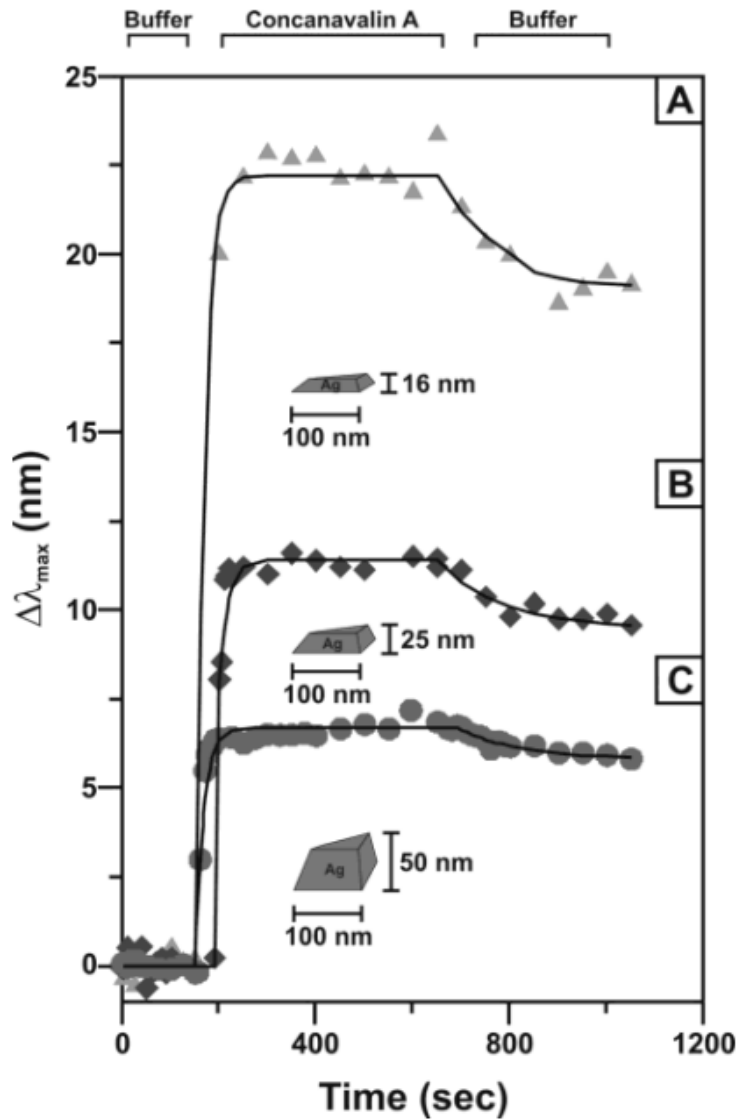 Buffer Concanavalin A Buffer
25
A
20
Ag 16 nm
100 nm
15
B
Δλmax (nm)
10
Ag 25 nm
100 nm
C
5
Ag 50 nm
100 nm
0
0 400 800 1200
Time (sec)